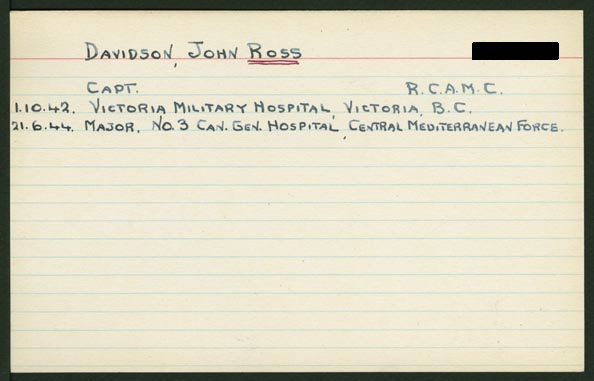 DAVIDSON, JOHN ROSS
CAPT. R.C.A.M.C.
1.10.42. VICTORIA MILITARY HOSPITAL, VICTORIA, B.C.
21.6.44. MAJOR, NO.3 CAN. GEN. HOSPITAL, CENTRAL MEDITERRANEAN FORCE.